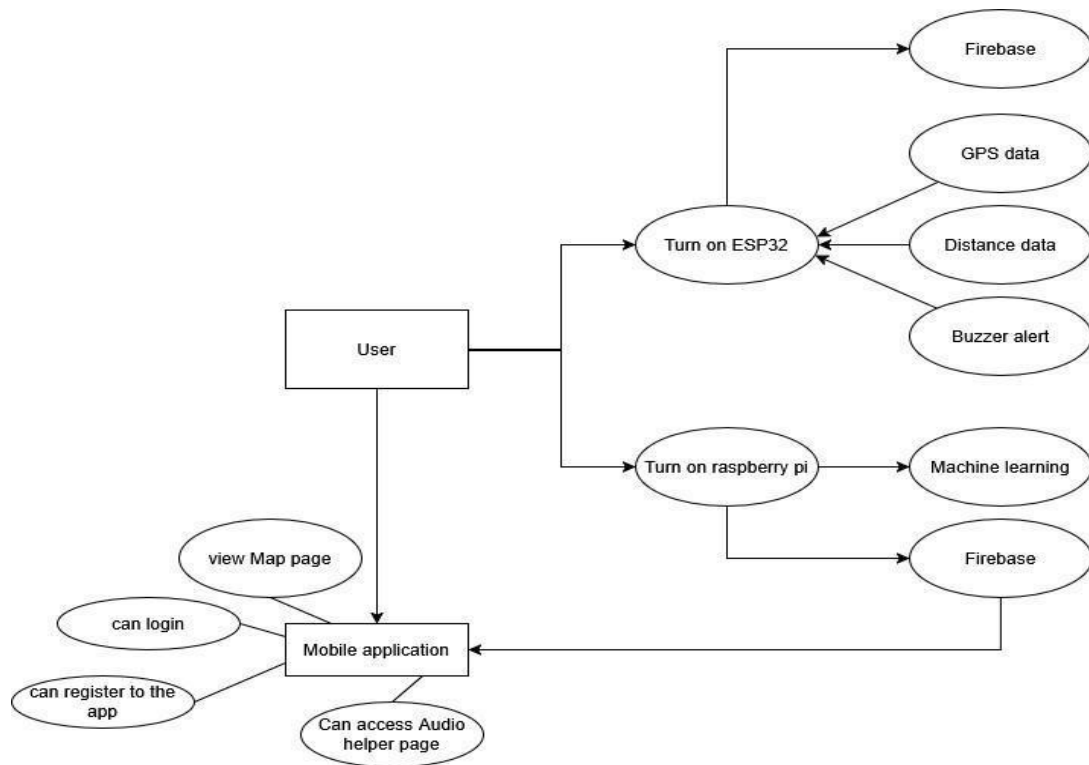 Firebase
GPS data
Turn on ESP32
Distance data
Buzzer alert
User
Turn on raspberry pi
Machine learning
Firebase
view Map page
can login
Mobile application
can register to the
app
Can access Audio
helper page